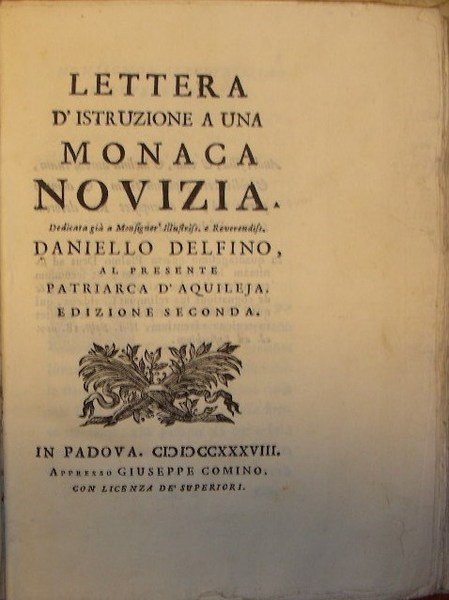 LETTERA
D'ISTRUZIONE A UNA
MONACA
NOVIZIA.
Dedicata già a Monſignor' Illuſtriſs. e Reverendiſs.
DANIELLO DELFINO,
AL PRESENTE
PATRIARCA D'AQUILEJA.
EDIZIONE SECONDA.
IN PADOVA. CIƆIƆCCXXXVIII.
APPRESSO GIUSEPPE COMINO.
CON LICENZA DE' SUPERIORI.